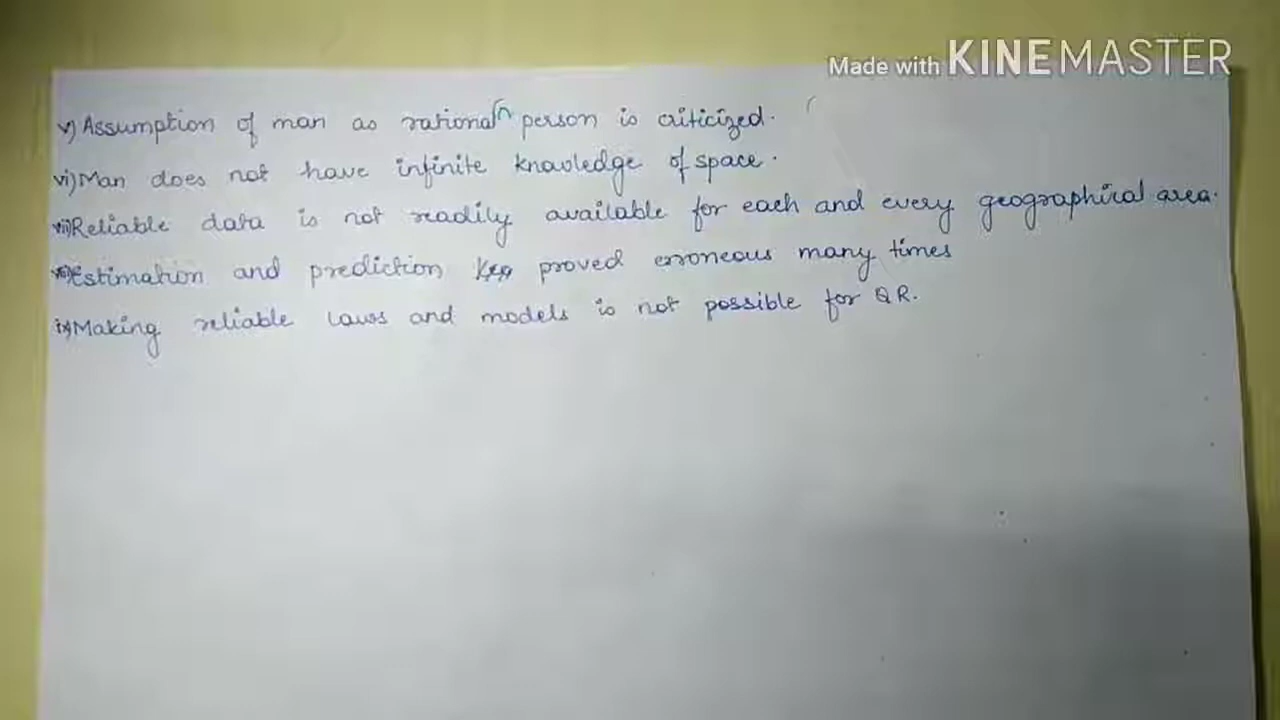 Made with KINEMASTER
v) Assumption of man as rational person is criticized.
vi) Man does not have infinite knowledge of space.
vii) Reliable data is not readily available for each and every geographical area.
viii) Estimation and prediction proved erroneous many times
ix) Making reliable laws and models is not possible for QR.